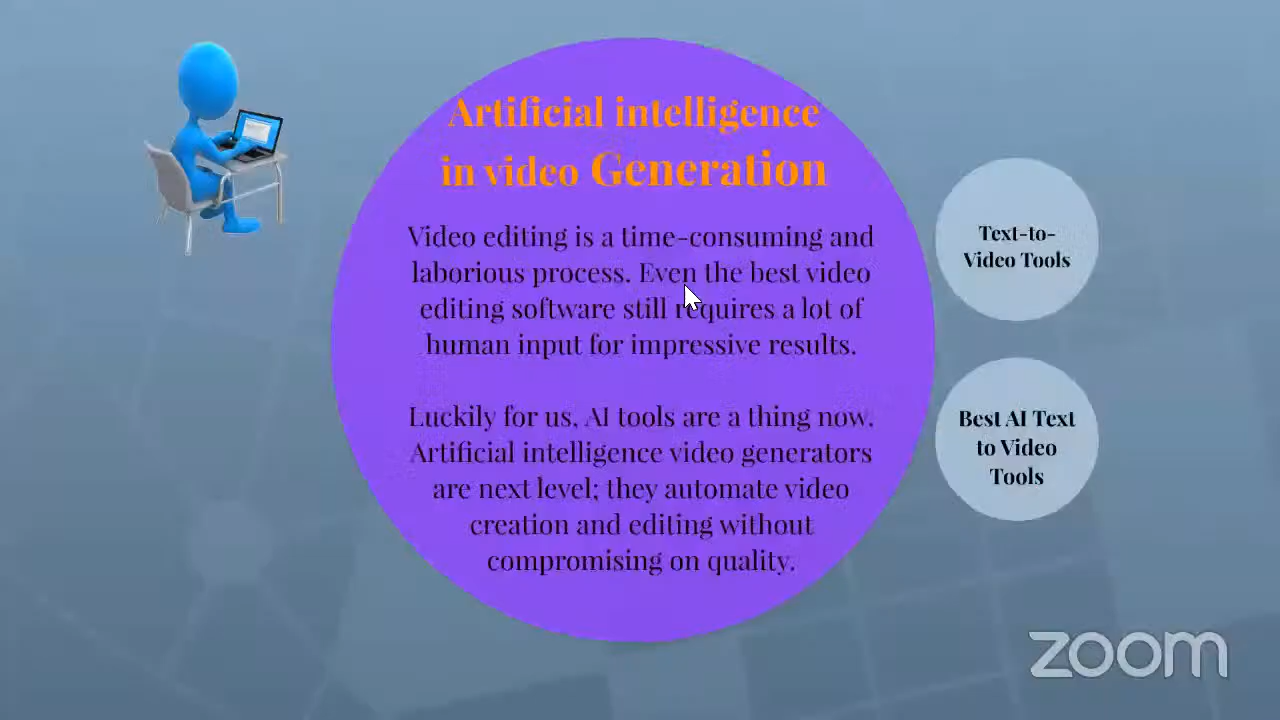 Artificial intelligence
in video Generation
Video editing is a time-consuming and
laborious process. Even the best video
editing software still requires a lot of
human input for impressive results.
Luckily for us, AI tools are a thing now.
Artificial intelligence video generators
are next level; they automate video
creation and editing without
compromising on quality.
Text-to-
Video Tools
Best AI Text
to Video
Tools
zoom